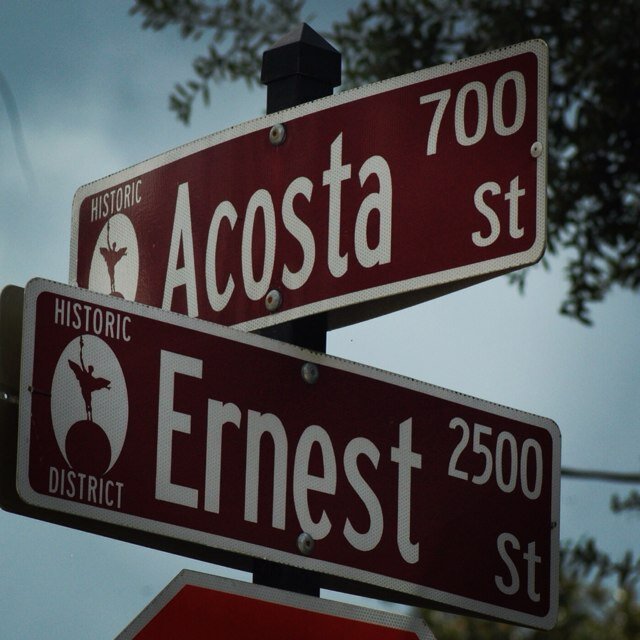 HISTORIC
Acosta St 700
HISTORIC
DISTRICT
Ernest St 2500